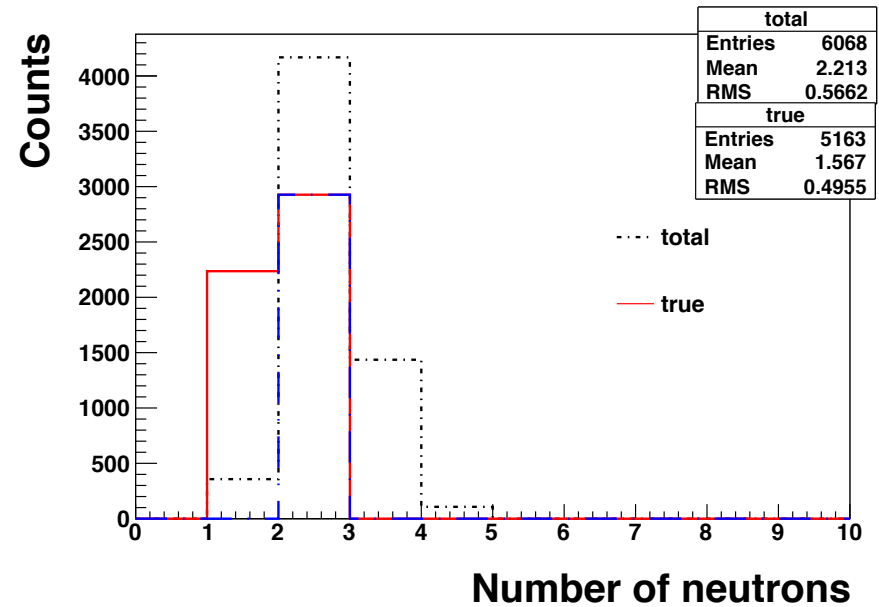 Counts
4000
3500
3000
2500
2000
1500
1000
500
0
0 1 2 3 4 5 6 7 8 9 10
Number of neutrons
total
Entries 6068
Mean 2.213
RMS 0.5662
true
Entries 5163
Mean 1.567
RMS 0.4955
total
true